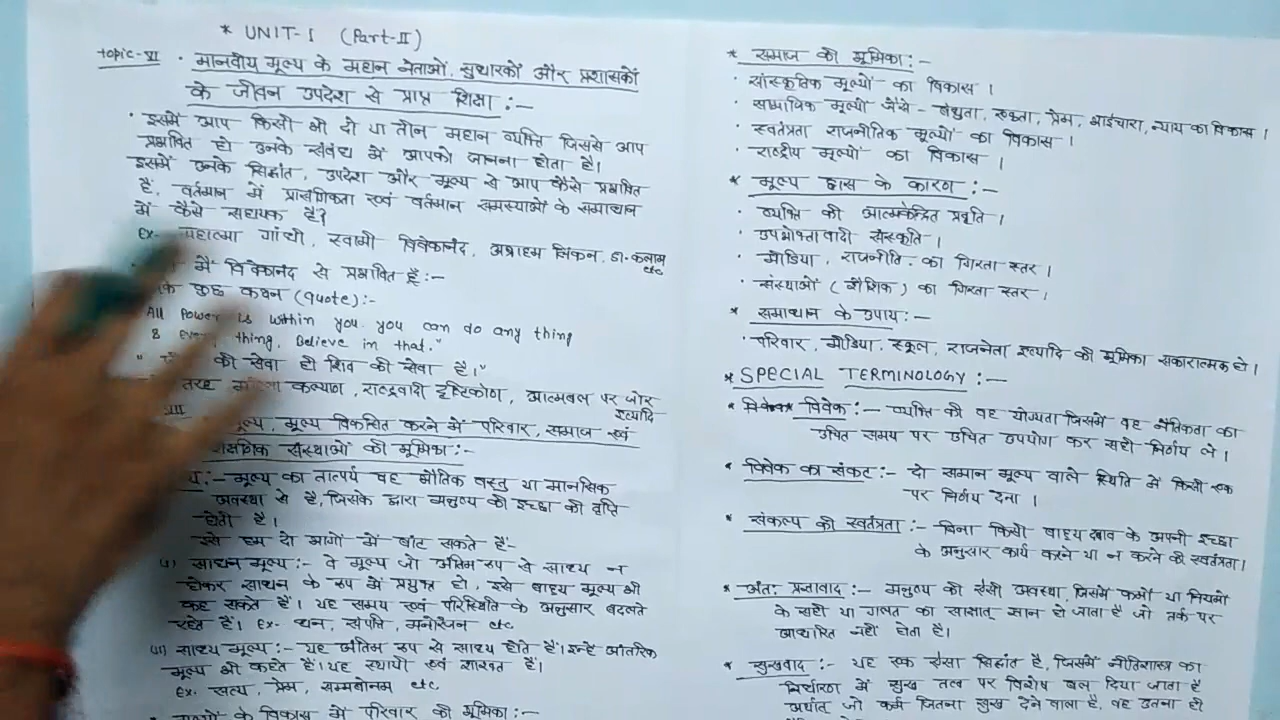 * UNIT-I (Part-II)
Topic-VI • मानवीय मूल्य के महान नेताओं, सुधारकों और प्रशासकों
के जीवन उपदेश से प्राप्त शिक्षा :-
• इसमें आप किसी भी दो या तीन महान व्यक्ति जिससे आप
प्रभावित हो उनके संबंध में आपको जानना होता है।
इसमें उनके सिद्धांत, उपदेश और मूल्य से आप कैसे प्रभावित
हैं, वर्तमान में प्रासंगिकता एवं वर्तमान समस्याओं के समाधान
में कैसे सहायक है?
Ex- महात्मा गांधी, स्वामी विवेकानंद, अब्राहम लिंकन, डा. कलाम
etc
मैं विवेकानंद से प्रभावित हूँ :-
कुछ कथन (quote) :-
All Power is within you. you can do any thing
& every thing. Believe in that."
की सेवा ही शिव की सेवा है।"
तरह महिला कल्याण, राष्ट्रवादी दृष्टिकोण, आत्मबल पर जोर
इत्यादि
मूल्य, मूल्य विकसित करने में परिवार, समाज एवं
शैक्षणिक संस्थाओं की भूमिका :-
:- मूल्य का तात्पर्य वह भौतिक वस्तु या मानसिक
अवस्था से है, जिसके द्वारा मनुष्य की इच्छा की तृप्ति
होती है।
इसे हम दो भागों में बांट सकते हैं-
(i) साधन मूल्य :- वे मूल्य जो अंतिम रूप से साध्य न
होकर साधन के रूप में प्रयुक्त हो, इसे बाह्य मूल्य भी
कह सकते हैं। यह समय एवं परिस्थिति के अनुसार बदलते
रहते हैं। Ex- धन, संपत्ति, मनोरंजन etc
(ii) साध्य मूल्य :- यह अंतिम रूप से साध्य होते हैं। इन्हें आंतरिक
मूल्य भी कहते हैं। यह स्थायी एवं शाश्वत हैं।
Ex. सत्य, प्रेम, etc
के विकास में परिवार की भूमिका :-
* समाज की भूमिका :-
• सांस्कृतिक मूल्यों का विकास।
• सामाजिक मूल्यों जैसे - बंधुता, एकता, प्रेम, भाईचारा, न्याय का विकास।
• स्वतंत्रता राजनीतिक मूल्यों का विकास।
• राष्ट्रीय मूल्यों का विकास।
* मूल्य ह्रास के कारण :-
• व्यक्ति की आत्मकेन्द्रित प्रवृति।
• उपभोक्तावादी संस्कृति।
• मीडिया, राजनीति का गिरता स्तर।
• संस्थाओं (शैक्षिक) का गिरता स्तर।
* समाधान के उपाय :-
• परिवार, मीडिया, स्कूल, राजनेता इत्यादि की भूमिका सकारात्मक हो।
* SPECIAL TERMINOLOGY :-
* विवेक :- व्यक्ति की वह योग्यता जिसमें वह नैतिकता का
उचित समय पर उचित उपयोग कर सही निर्णय ले।
* विवेक का संकट :- दो समान मूल्य वाले स्थिति में किसी एक
पर निर्णय देना।
* संकल्प की स्वतंत्रता :- बिना किसी बाह्य दबाव के अपनी इच्छा
के अनुसार कार्य करने या न करने की स्वतंत्रता।
* अंतः प्रज्ञावाद :- मनुष्य की ऐसी अवस्था, जिसमें कर्मों या नियमों
के सही या गलत का साक्षात् ज्ञान हो जाता है जो तर्क पर
आधारित नहीं होता है।
* सुखवाद :- यह एक ऐसा सिद्धांत है, जिसमें नीतिशास्त्र का
निर्धारण में सुख तत्व पर विशेष बल दिया जाता है
अर्थात् जो कर्म जितना सुख देने वाला है, वह उतना ही